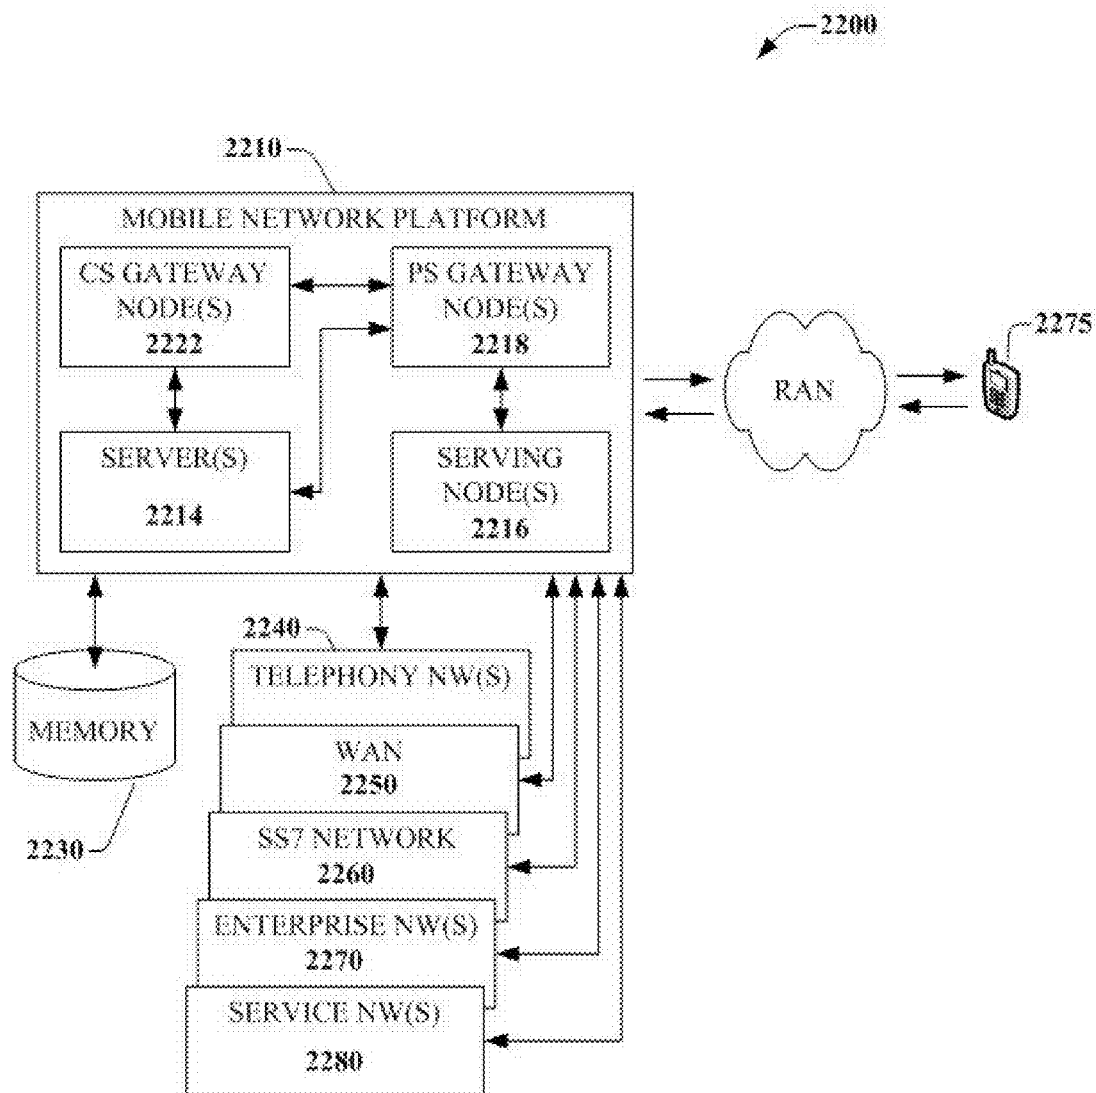 2200
2210
MOBILE NETWORK PLATFORM
CS GATEWAY
NODE(S)
2222
PS GATEWAY
NODE(S)
2218
SERVER(S)
2214
SERVING
NODE(S)
2216
RAN
2275
2240
TELEPHONY NW(S)
MEMORY
2230
WAN
2250
SS7 NETWORK
2260
ENTERPRISE NW(S)
2270
SERVICE NW(S)
2280